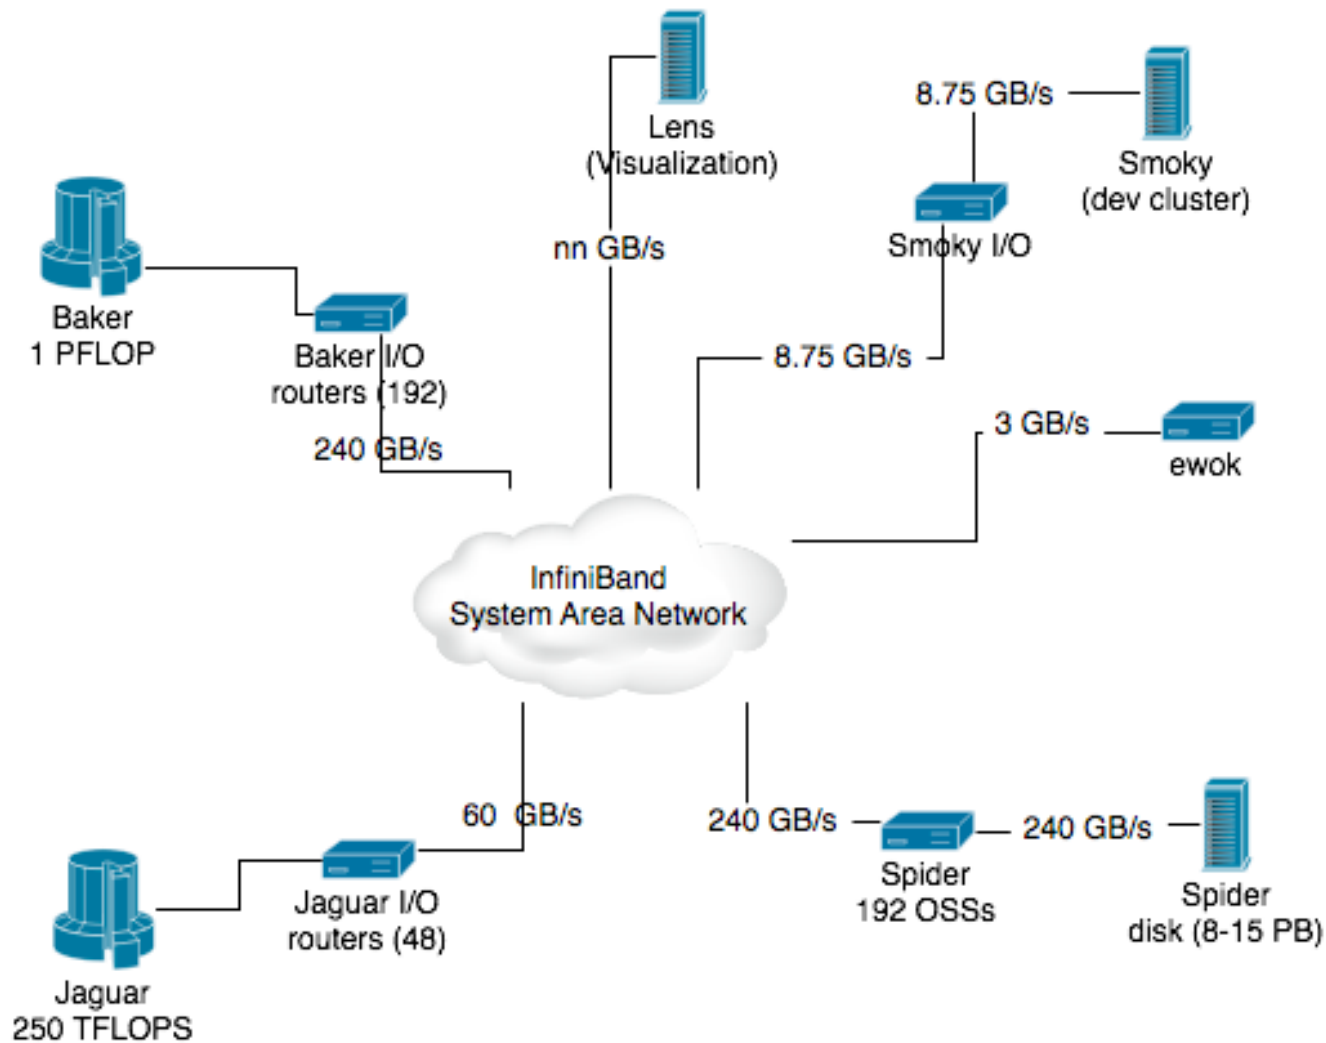 Lens
(Visualization)
8.75 GB/s
Smoky
(dev cluster)
Smoky I/O
nn GB/s
Baker
1 PFLOP
Baker I/O
routers (192)
240 GB/s
8.75 GB/s
3 GB/s
ewok
InfiniBand
System Area Network
60 GB/s
240 GB/s
240 GB/s
Jaguar I/O
routers (48)
Spider
192 OSSs
Spider
disk (8-15 PB)
Jaguar
250 TFLOPS